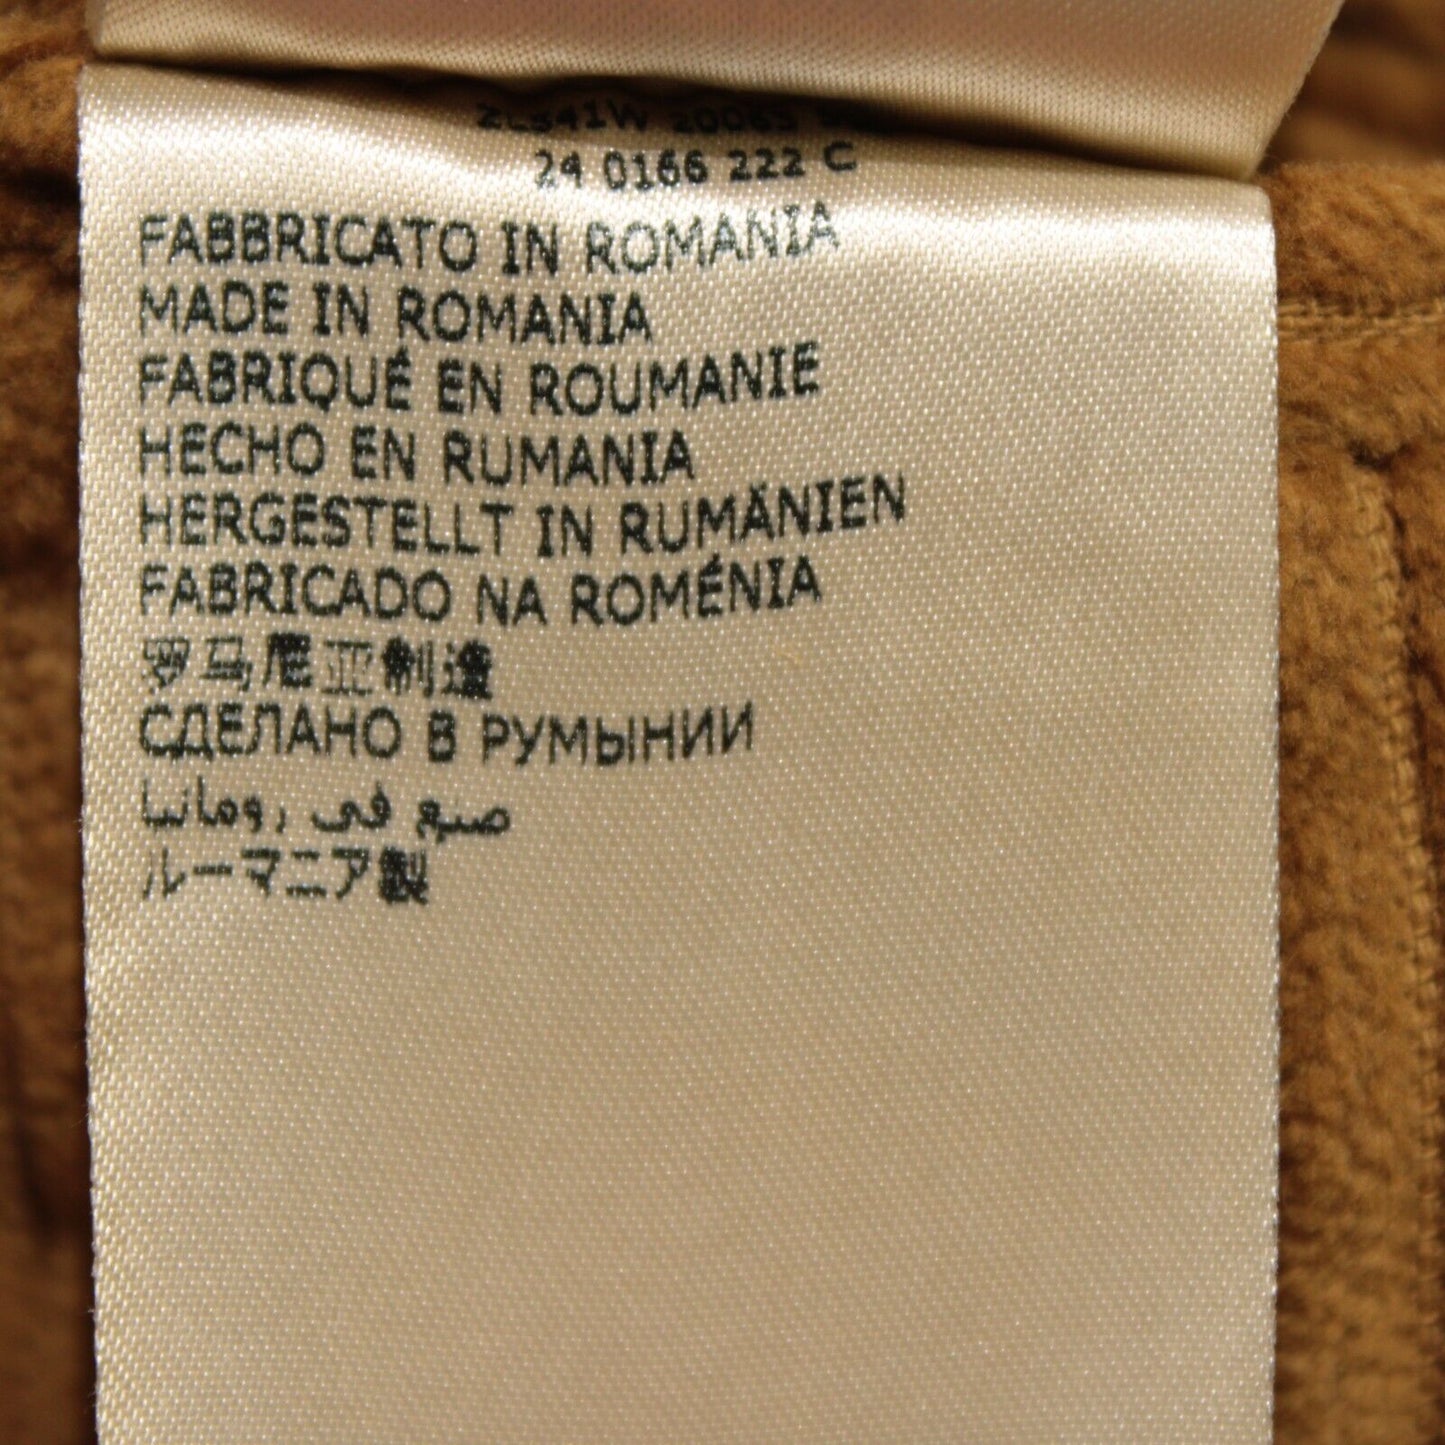 20065
24 0166 222 C
FABBRICATO IN ROMANIA
MADE IN ROMANIA
FABRIQUÉ EN ROUMANIE
HECHO EN RUMANIA
HERGESTELLT IN RUMÄNIEN
FABRICADO NA ROMÉNIA
罗马尼亚制造
СДЕЛАНО В РУМЫНИИ
صنع في رومانيا
ルーマニア製